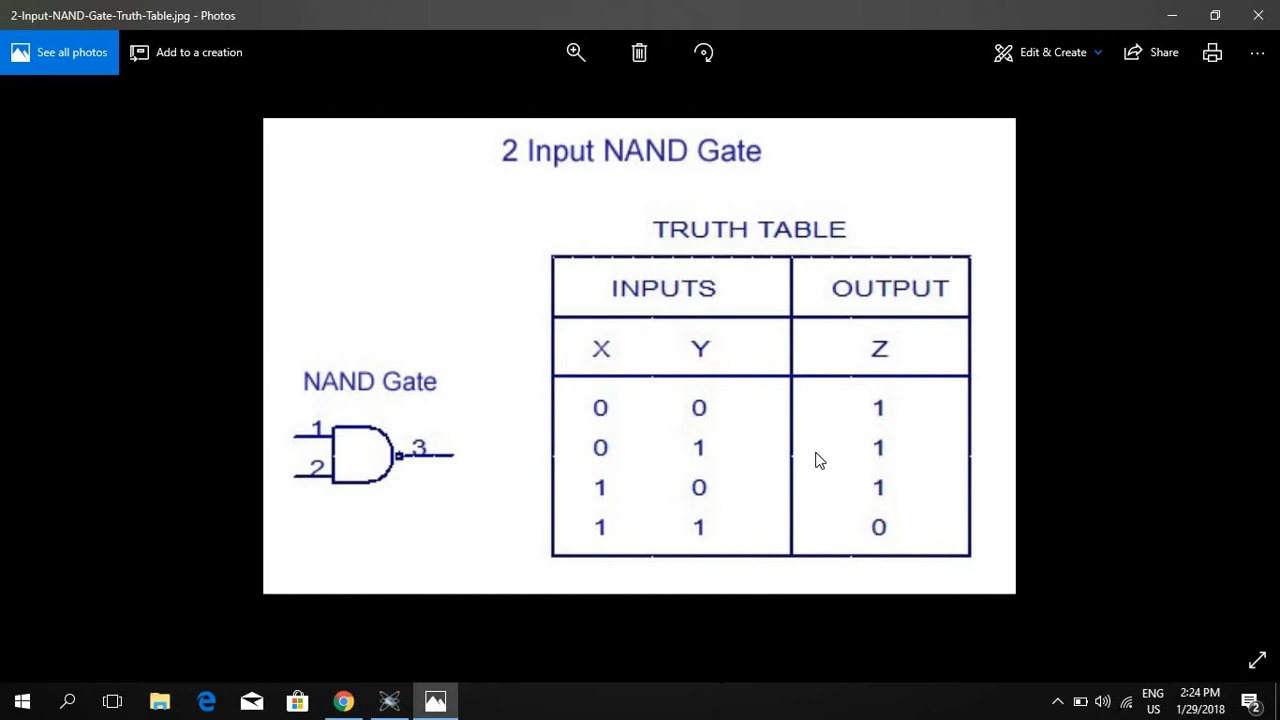 2-Input-NAND-Gate-Truth-Table.jpg - Photos
See all photos
Add to a creation
Edit & Create
Share
2 Input NAND Gate
TRUTH TABLE
INPUTS OUTPUT
X Y Z
0 0 1
0 1 1
1 0 1
1 1 0
NAND Gate
1
2
3
ENG
US
2:24 PM
1/29/2018
2